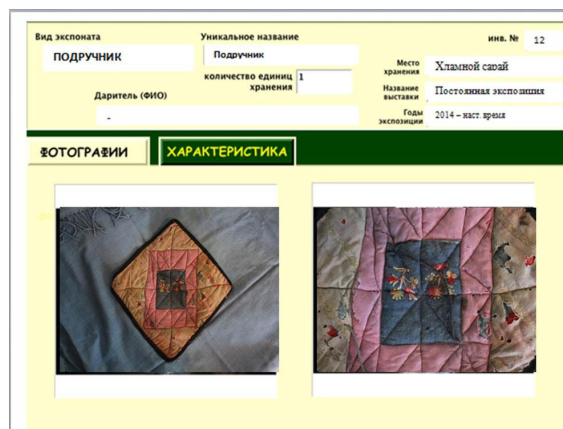 Вид экспоната
ПОДРУЧНИК
Уникальное название
Подручник
инв. № 12
количество единиц хранения 1
Место хранения
Хламной сарай
Даритель (ФИО)
-
Название выставки
Постоянная экспозиция
Годы экспозиции
2014 – наст. время
ФОТОГРАФИИ
ХАРАКТЕРИСТИКА